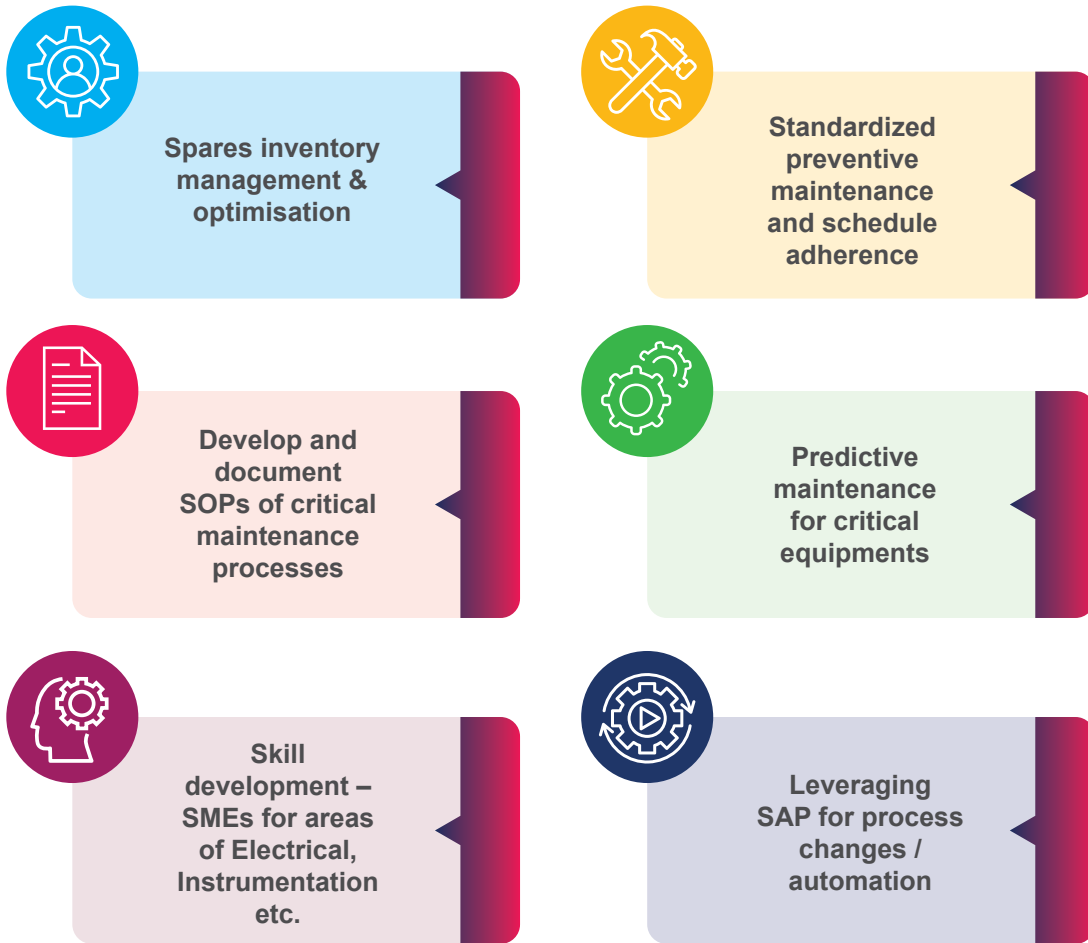 Spares inventory
management &
optimisation
Standardized
preventive
maintenance
and schedule
adherence
Develop and
document
SOPs of critical
maintenance
processes
Predictive
maintenance
for critical
equipments
Skill
development –
SMEs for areas
of Electrical,
Instrumentation
etc.
Leveraging
SAP for process
changes /
automation